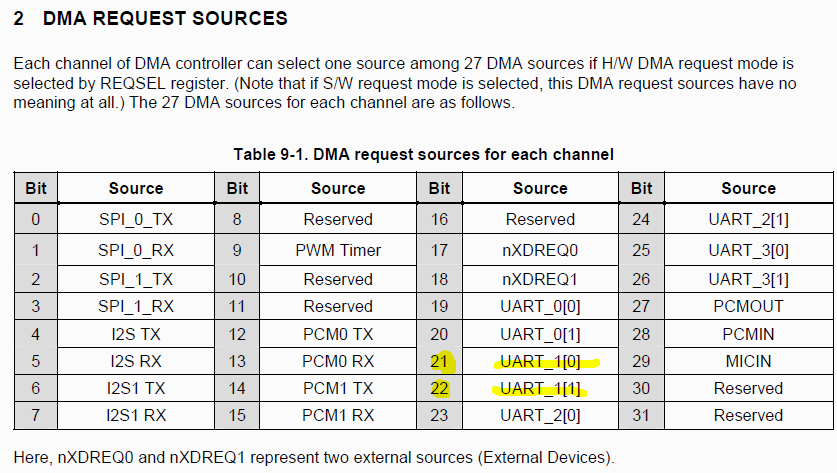 2 DMA REQUEST SOURCES
Each channel of DMA controller can select one source among 27 DMA sources if H/W DMA request mode is
selected by REQSEL register. (Note that if S/W request mode is selected, this DMA request sources have no
meaning at all.) The 27 DMA sources for each channel are as follows.
Table 9-1. DMA request sources for each channel
Bit Source Bit Source Bit Source Bit Source
0 SPI_0_TX 8 Reserved 16 Reserved 24 UART_2[1]
1 SPI_0_RX 9 PWM Timer 17 nXDREQ0 25 UART_3[0]
2 SPI_1_TX 10 Reserved 18 nXDREQ1 26 UART_3[1]
3 SPI_1_RX 11 Reserved 19 UART_0[0] 27 PCMOUT
4 I2S TX 12 PCM0 TX 20 UART_0[1] 28 PCMIN
5 I2S RX 13 PCM0 RX 21 UART_1[0] 29 MICIN
6 I2S1 TX 14 PCM1 TX 22 UART_1[1] 30 Reserved
7 I2S1 RX 15 PCM1 RX 23 UART_2[0] 31 Reserved
Here, nXDREQ0 and nXDREQ1 represent two external sources (External Devices).